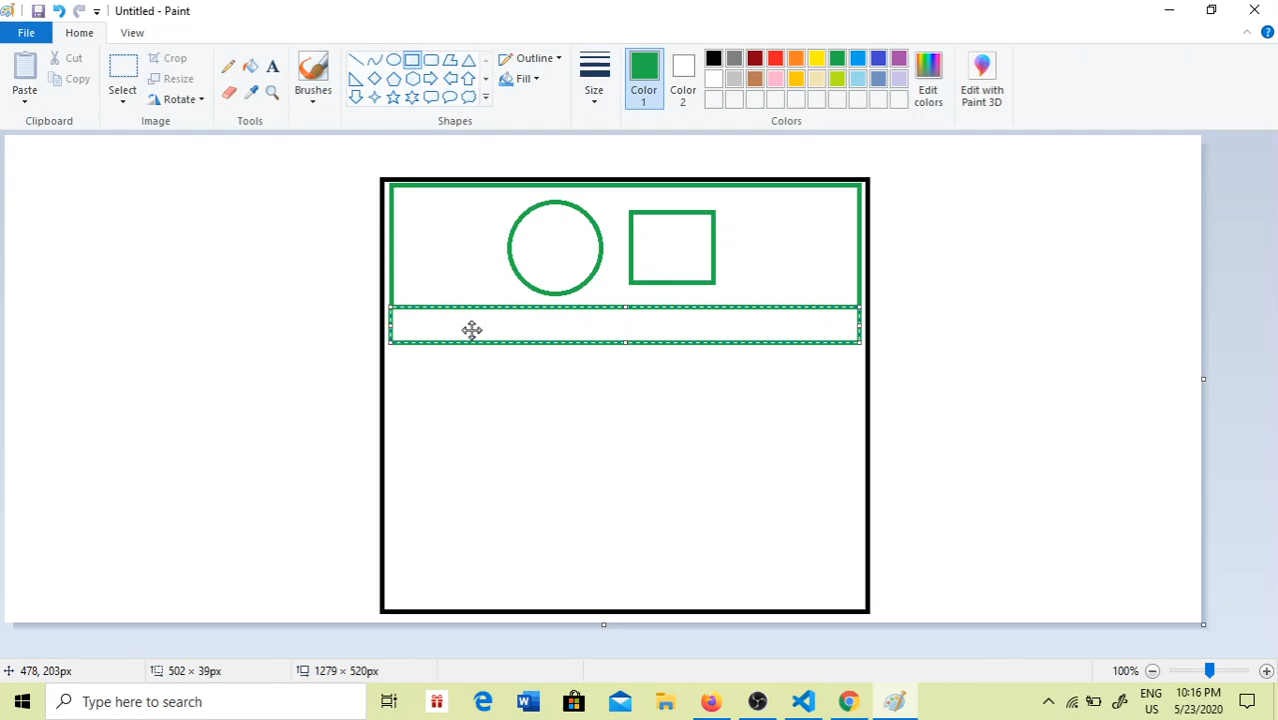 Untitled - Paint
File
Home
View
Paste
Cut
Copy
Clipboard
Select
Crop
Resize
Rotate
Image
Tools
Brushes
Outline
Fill
Shapes
Size
Color 1
Color 2
Edit colors
Colors
Edit with Paint 3D
478, 203px
502 × 39px
1279 × 520px
100%
Type here to search
ENG
US
10:16 PM
5/23/2020